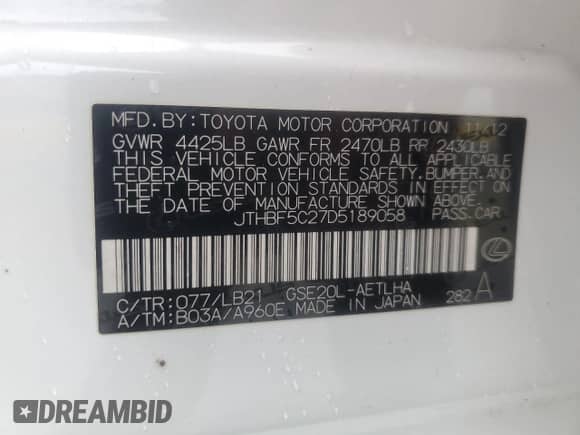 MFD. BY: TOYOTA MOTOR CORPORATION 11/12
GVWR 4425LB GAWR FR 2470LB RR 2430LB
THIS VEHICLE CONFORMS TO ALL APPLICABLE
FEDERAL MOTOR VEHICLE SAFETY, BUMPER, AND
THEFT PREVENTION STANDARDS IN EFFECT ON
THE DATE OF MANUFACTURE SHOWN ABOVE.
JTHBF5C27D5189058 PASS. CAR
C/TR: 077/LB21 GSE20L-AETLHA
A/TM: B03A/A960E MADE IN JAPAN 282 A
DREAMBID